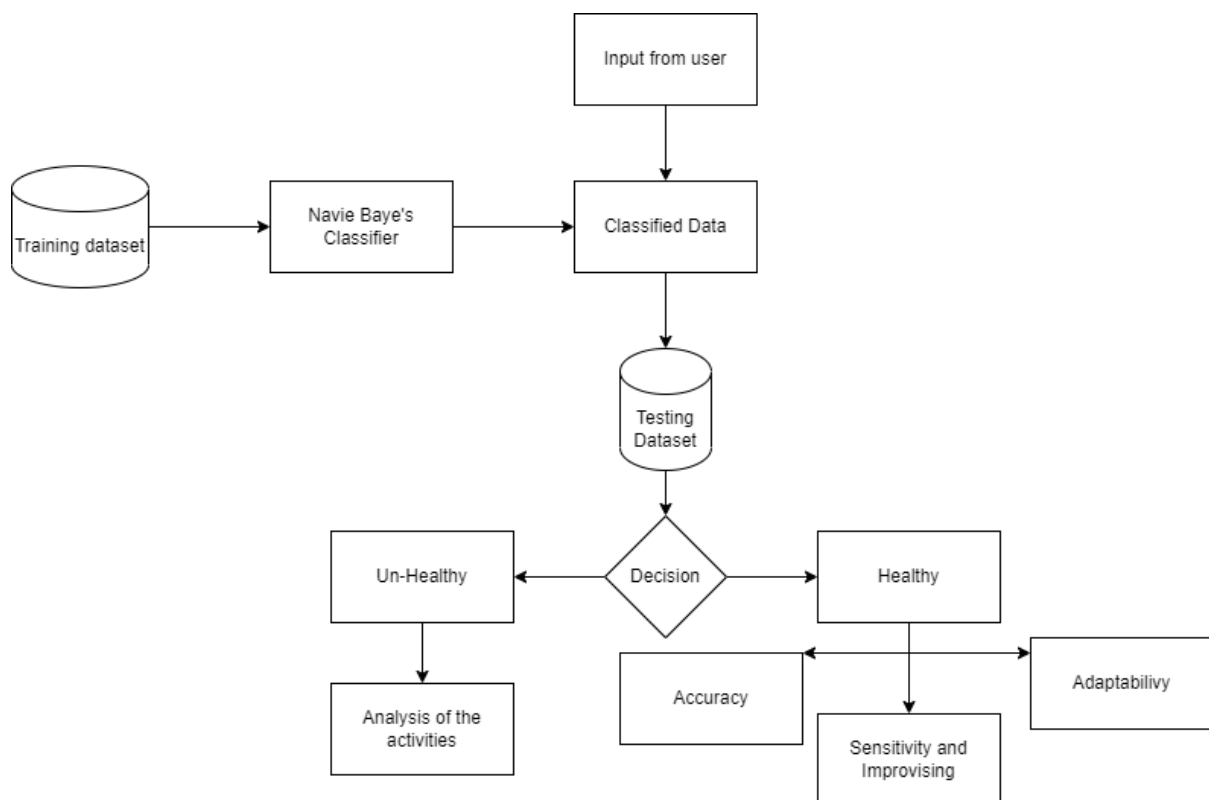 Input from user
Training dataset
Navie Baye's
Classifier
Classified Data
Testing
Dataset
Un-Healthy
Decision
Healthy
Analysis of the
activities
Accuracy
Adaptabilivy
Sensitivity and
Improvising